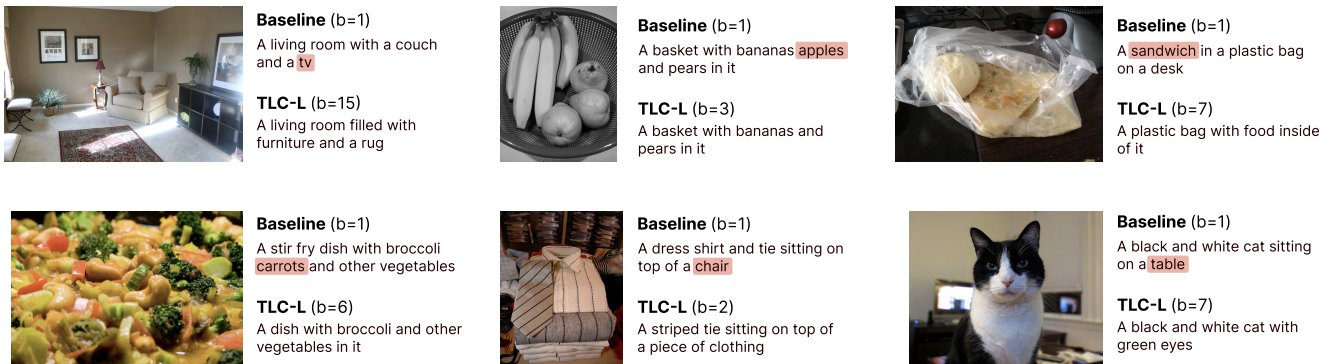 Baseline (b=1)
A living room with a couch
and a tv
TLC-L (b=15)
A living room filled with
furniture and a rug
Baseline (b=1)
A basket with bananas apples
and pears in it
TLC-L (b=3)
A basket with bananas and
pears in it
Baseline (b=1)
A sandwich in a plastic bag
on a desk
TLC-L (b=7)
A plastic bag with food inside
of it
Baseline (b=1)
A stir fry dish with broccoli
carrots and other vegetables
TLC-L (b=6)
A dish with broccoli and other
vegetables in it
Baseline (b=1)
A dress shirt and tie sitting on
top of a chair
TLC-L (b=2)
A striped tie sitting on top of
a piece of clothing
Baseline (b=1)
A black and white cat sitting
on a table
TLC-L (b=7)
A black and white cat with
green eyes